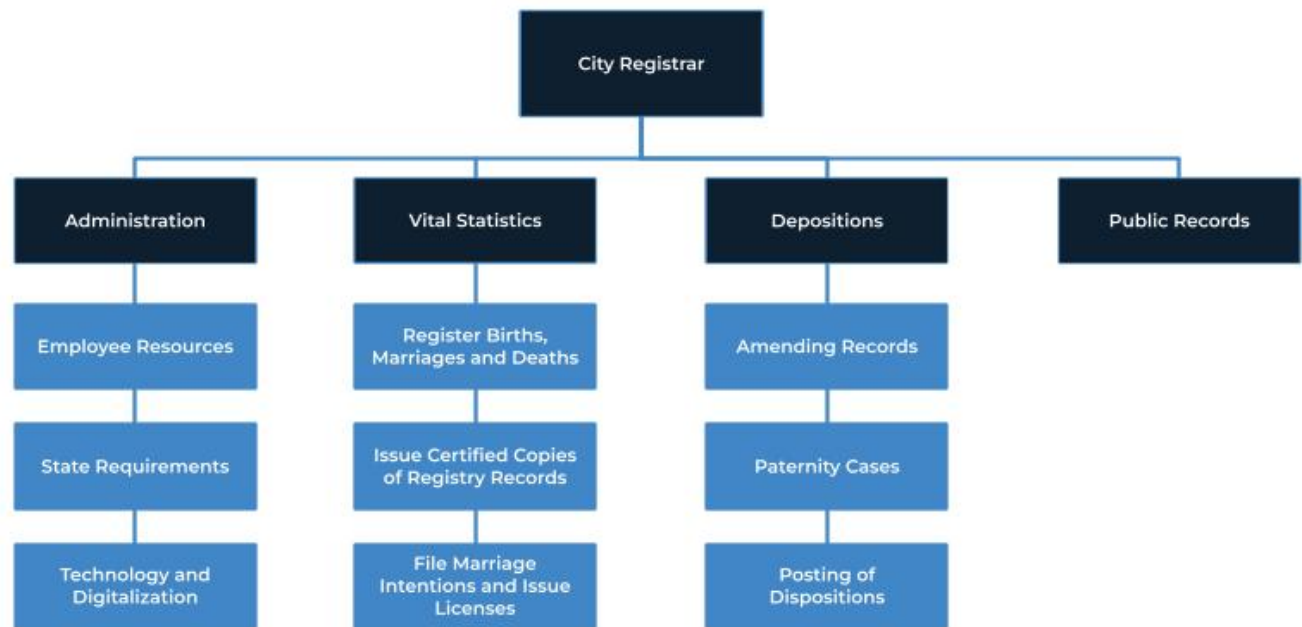 City Registrar
Administration
Vital Statistics
Depositions
Public Records
Employee Resources
Register Births,
Marriages and Deaths
Amending Records
State Requirements
Issue Certified Copies
of Registry Records
Paternity Cases
Technology and
Digitalization
File Marriage
Intentions and Issue
Licenses
Posting of
Dispositions